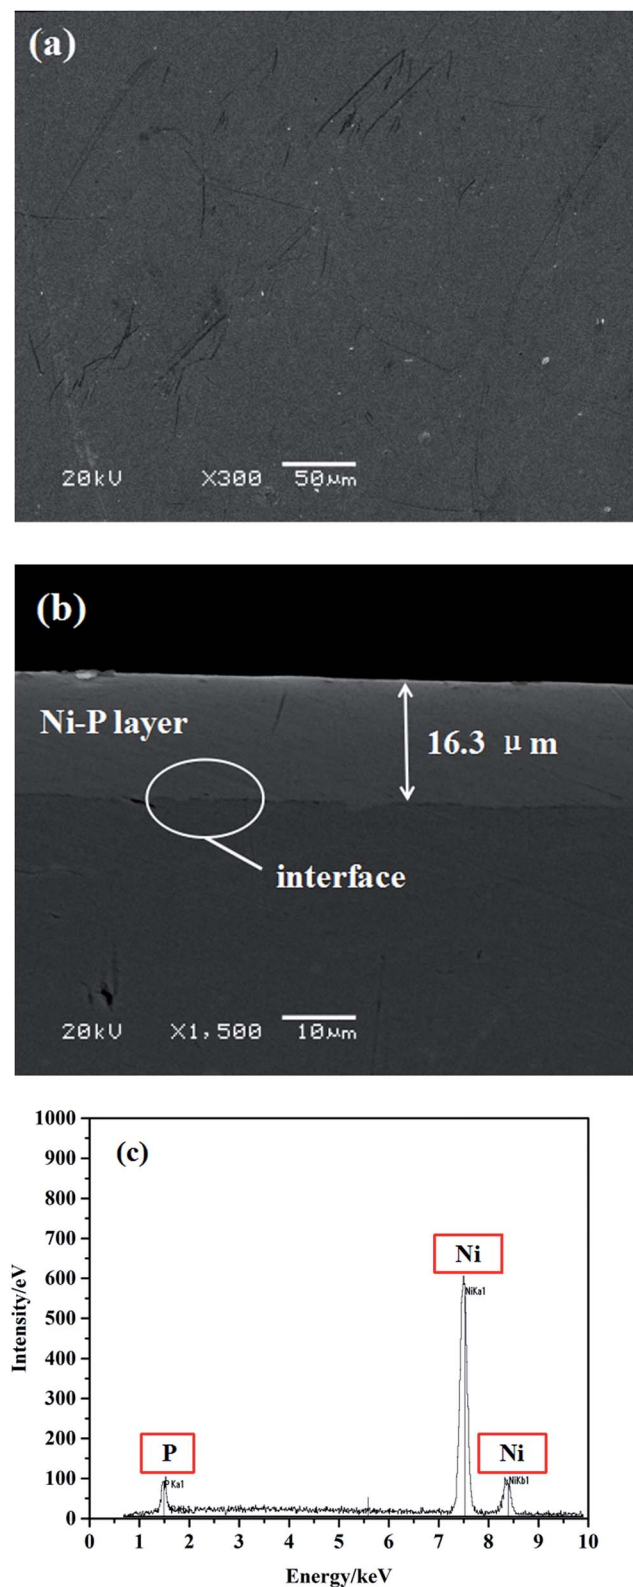 (a)
20kV X300 50μm
(b)
Ni-P layer
16.3 μm
interface
20kV X1,500 10μm
(c)
1000
900
800
700
600
500
400
300
200
100
0
Intensity/eV
P
P Ka1
Ni
NiKa1
Ni
NiKb1
0 1 2 3 4 5 6 7 8 9 10
Energy/keV